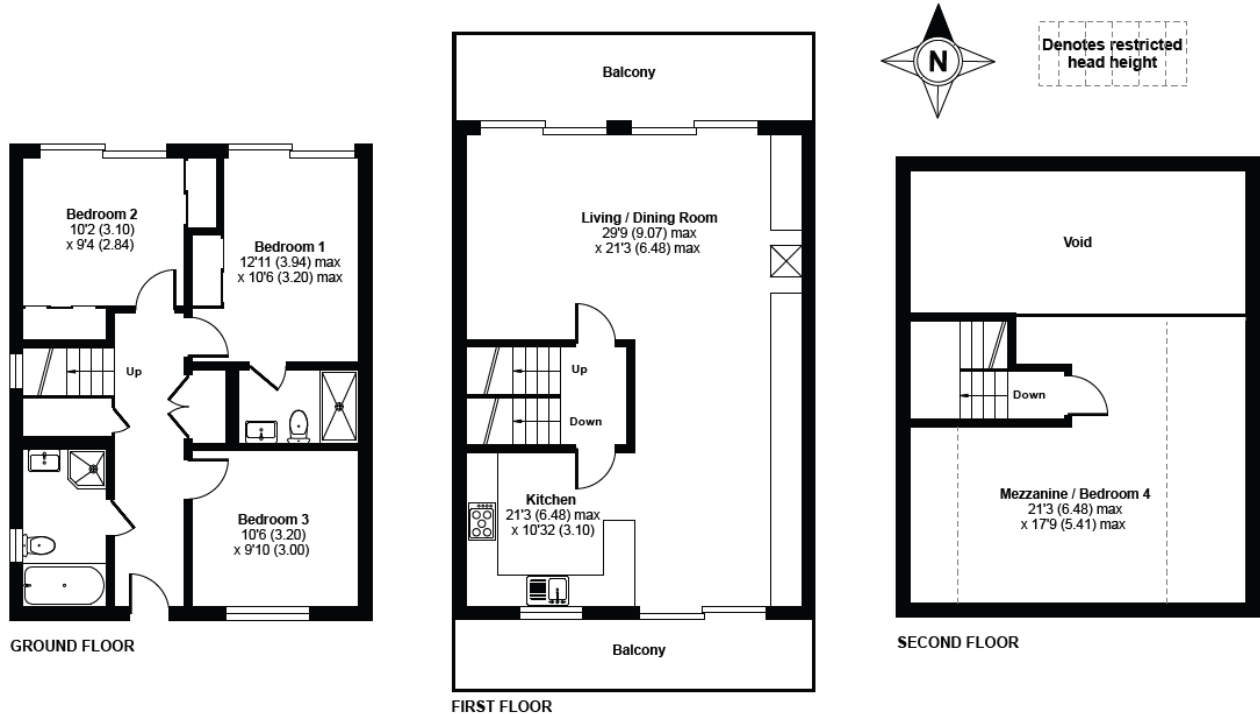 Bedroom 2
10'2 (3.10)
x 9'4 (2.84)
Bedroom 1
12'11 (3.94) max
x 10'6 (3.20) max
Up
Bedroom 3
10'6 (3.20)
x 9'10 (3.00)
GROUND FLOOR
Balcony
Living / Dining Room
29'9 (9.07) max
x 21'3 (6.48) max
Up
Down
Kitchen
21'3 (6.48) max
x 10'32 (3.10)
Balcony
FIRST FLOOR
N
Denotes restricted
head height
Void
Down
Mezzanine / Bedroom 4
21'3 (6.48) max
x 17'9 (5.41) max
SECOND FLOOR